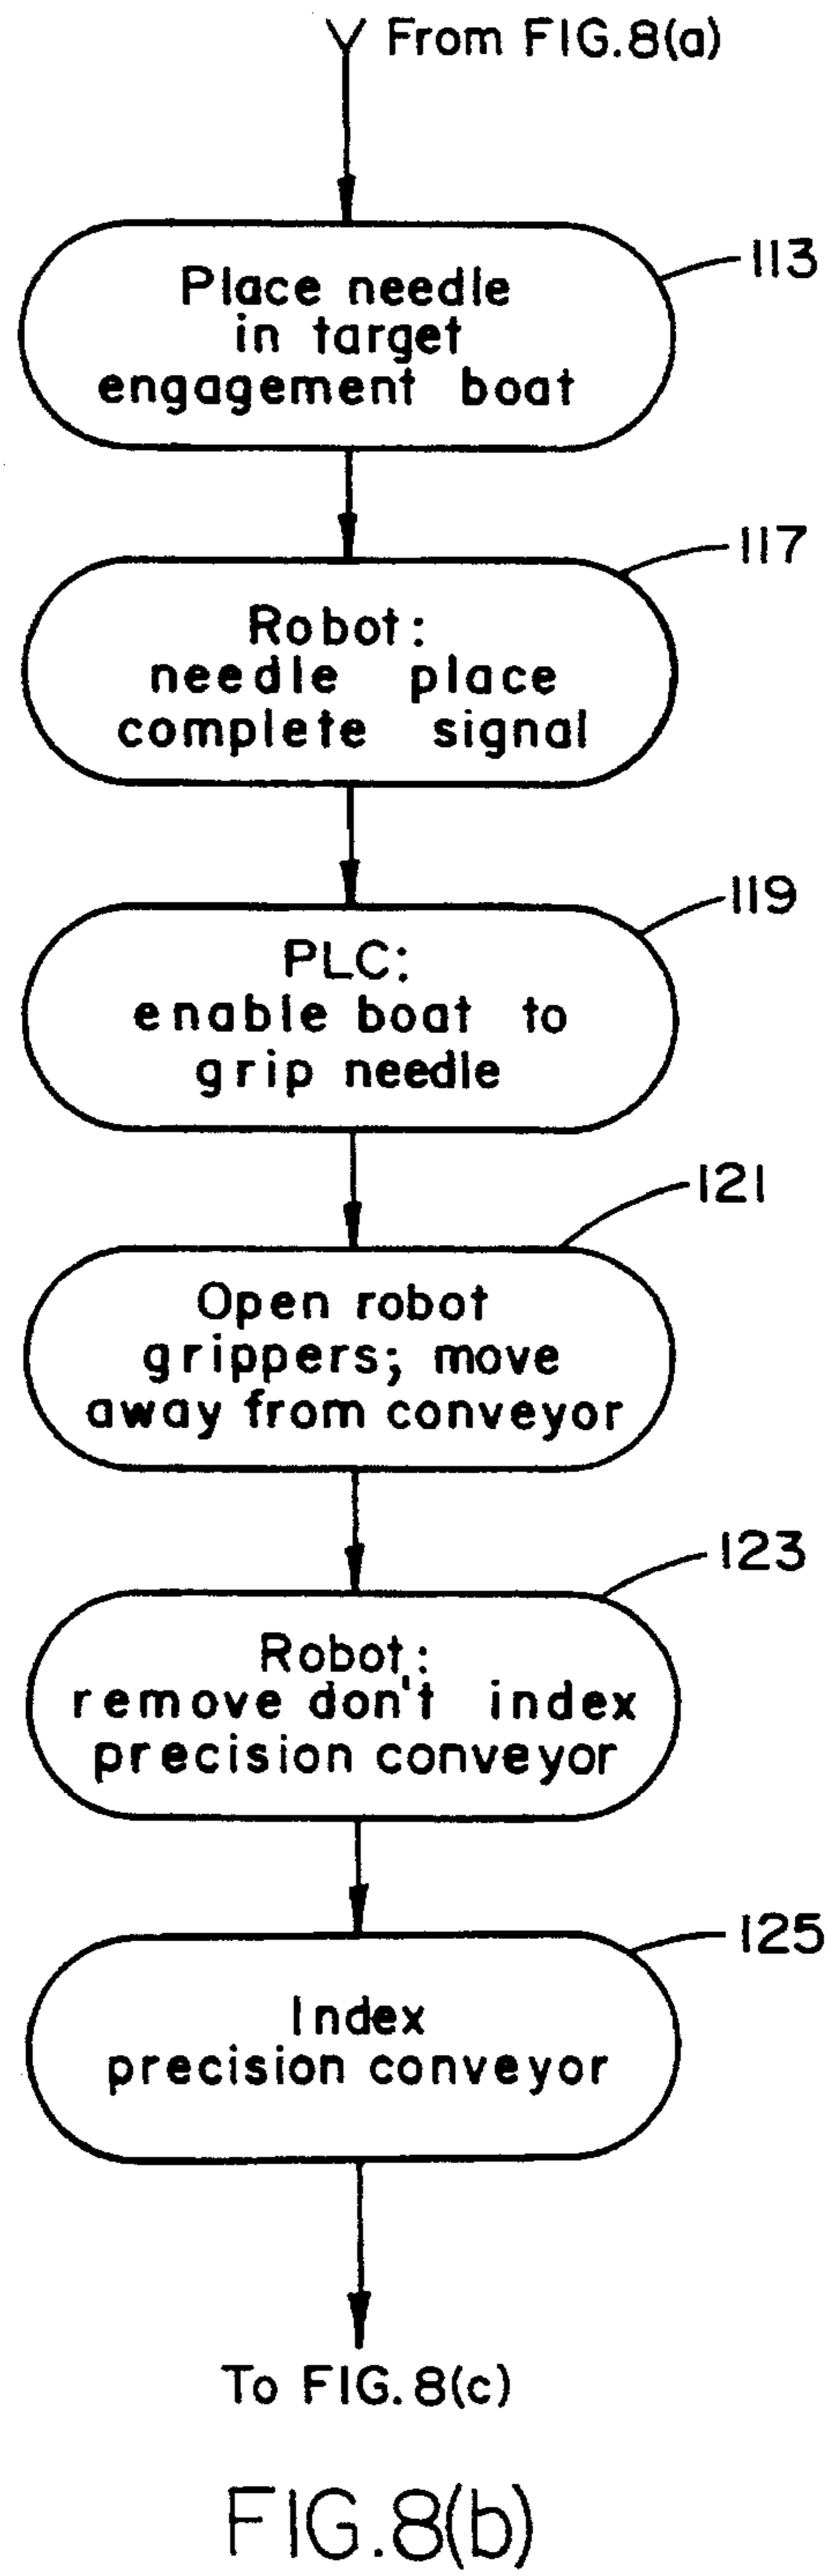 From FIG.8(a)
113
Place needle
in target
engagement boat
117
Robot:
needle place
complete signal
119
PLC:
enable boat to
grip needle
121
Open robot
grippers; move
away from conveyor
123
Robot:
remove don't index
precision conveyor
125
Index
precision conveyor
To FIG. 8(c)
FIG.8(b)